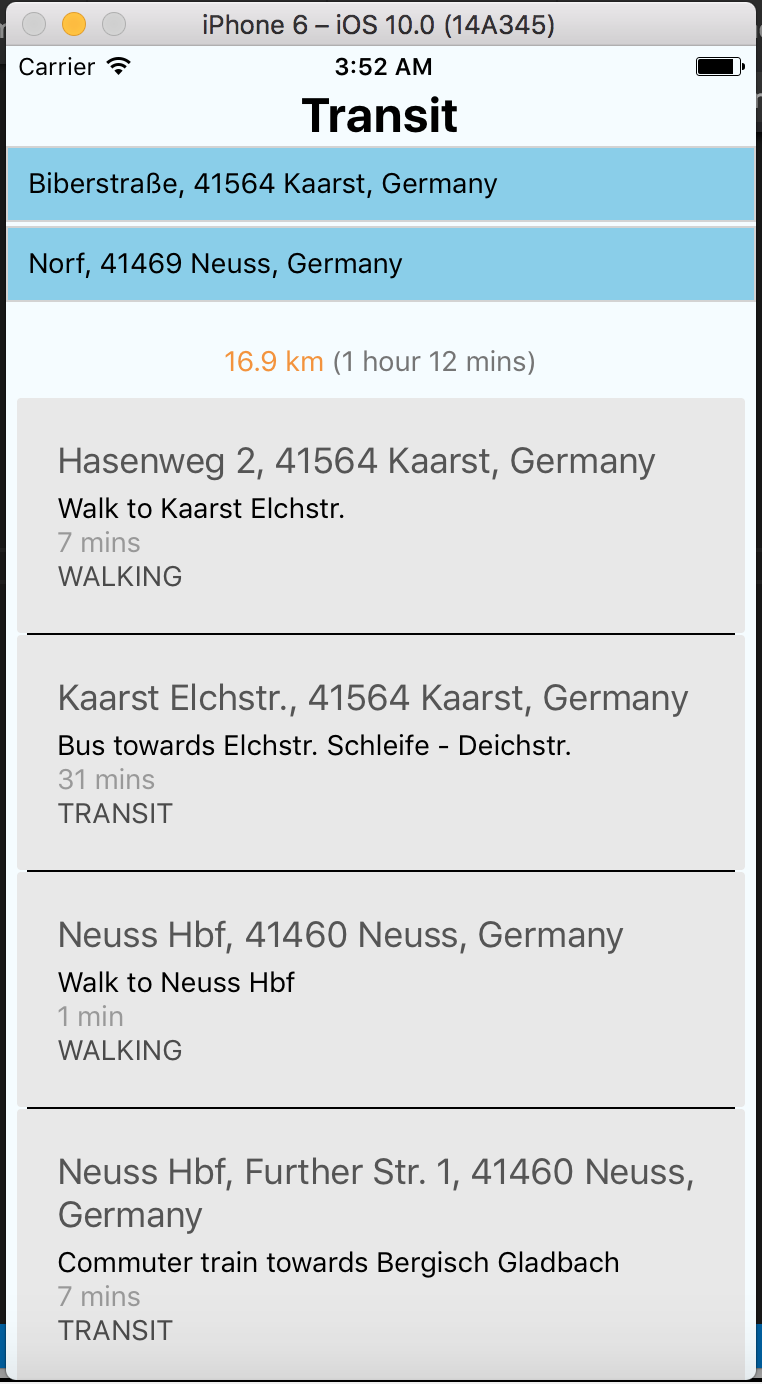 iPhone 6 – iOS 10.0 (14A345)
Carrier 3:52 AM
Transit
Biberstraße, 41564 Kaarst, Germany
Norf, 41469 Neuss, Germany
16.9 km (1 hour 12 mins)
Hasenweg 2, 41564 Kaarst, Germany
Walk to Kaarst Elchstr.
7 mins
WALKING
Kaarst Elchstr., 41564 Kaarst, Germany
Bus towards Elchstr. Schleife - Deichstr.
31 mins
TRANSIT
Neuss Hbf, 41460 Neuss, Germany
Walk to Neuss Hbf
1 min
WALKING
Neuss Hbf, Further Str. 1, 41460 Neuss,
Germany
Commuter train towards Bergisch Gladbach
7 mins
TRANSIT